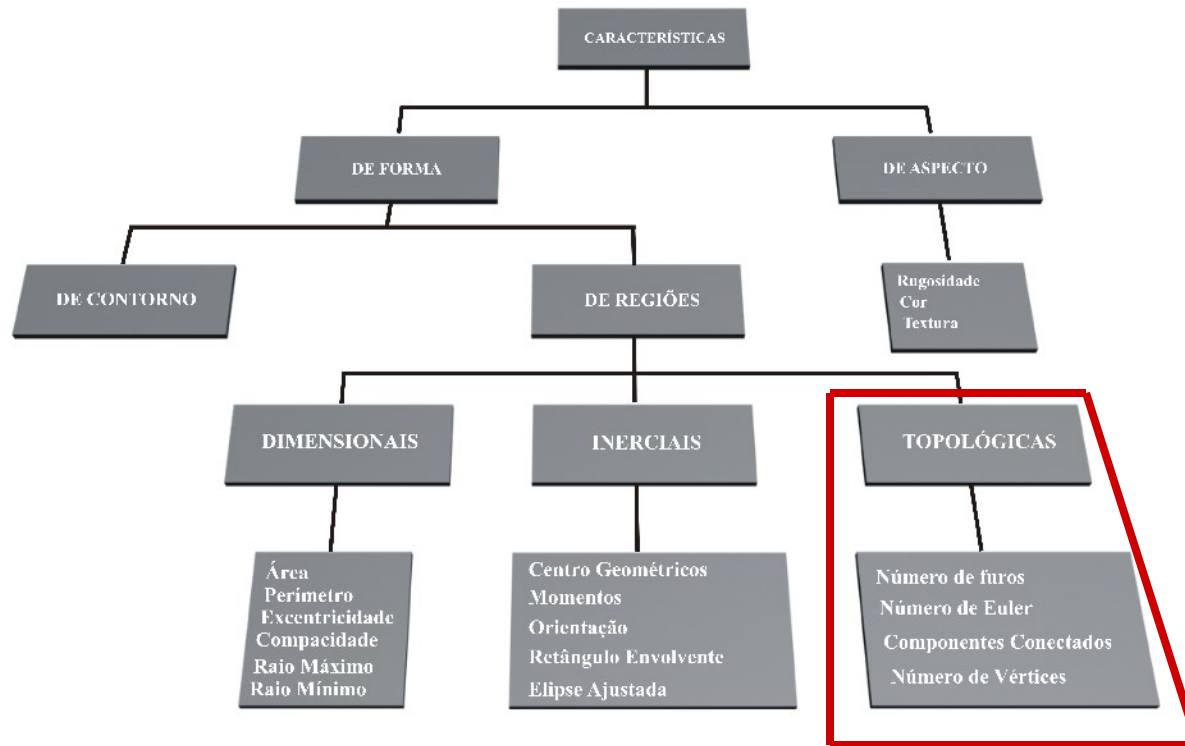 CARACTERÍSTICAS
DE FORMA
DE ASPECTO
DE CONTORNO
DE REGIÕES
Rugosidade
Cor
Textura
DIMENSIONAIS
INERCIAIS
TOPOLÓGICAS
Área
Perímetro
Excentricidade
Compacidade
Raio Máximo
Raio Mínimo
Centro Geométricos
Momentos
Orientação
Retângulo Envolvente
Elipse Ajustada
Número de furos
Número de Euler
Componentes Conectados
Número de Vértices